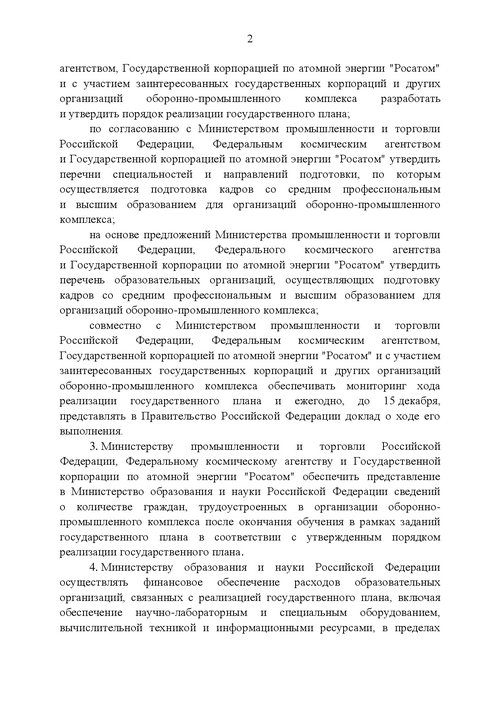 2
агентством, Государственной корпорацией по атомной энергии "Росатом"
и с участием заинтересованных государственных корпораций и других
организаций оборонно-промышленного комплекса разработать
и утвердить порядок реализации государственного плана;
по согласованию с Министерством промышленности и торговли
Российской Федерации, Федеральным космическим агентством
и Государственной корпорацией по атомной энергии "Росатом" утвердить
перечни специальностей и направлений подготовки, по которым
осуществляется подготовка кадров со средним профессиональным
и высшим образованием для организаций оборонно-промышленного
комплекса;
на основе предложений Министерства промышленности и торговли
Российской Федерации, Федерального космического агентства
и Государственной корпорации по атомной энергии "Росатом" утвердить
перечень образовательных организаций, осуществляющих подготовку
кадров со средним профессиональным и высшим образованием для
организаций оборонно-промышленного комплекса;
совместно с Министерством промышленности и торговли
Российской Федерации, Федеральным космическим агентством,
Государственной корпорацией по атомной энергии "Росатом" и с участием
заинтересованных государственных корпораций и других организаций
оборонно-промышленного комплекса обеспечивать мониторинг хода
реализации государственного плана и ежегодно, до 15 декабря,
представлять в Правительство Российской Федерации доклад о ходе его
выполнения.
3. Министерству промышленности и торговли Российской
Федерации, Федеральному космическому агентству и Государственной
корпорации по атомной энергии "Росатом" обеспечить представление
в Министерство образования и науки Российской Федерации сведений
о количестве граждан, трудоустроенных в организации оборонно-
промышленного комплекса после окончания обучения в рамках заданий
государственного плана в соответствии с утвержденным порядком
реализации государственного плана.
4. Министерству образования и науки Российской Федерации
осуществлять финансовое обеспечение расходов образовательных
организаций, связанных с реализацией государственного плана, включая
обеспечение научно-лабораторным и специальным оборудованием,
вычислительной техникой и информационными ресурсами, в пределах